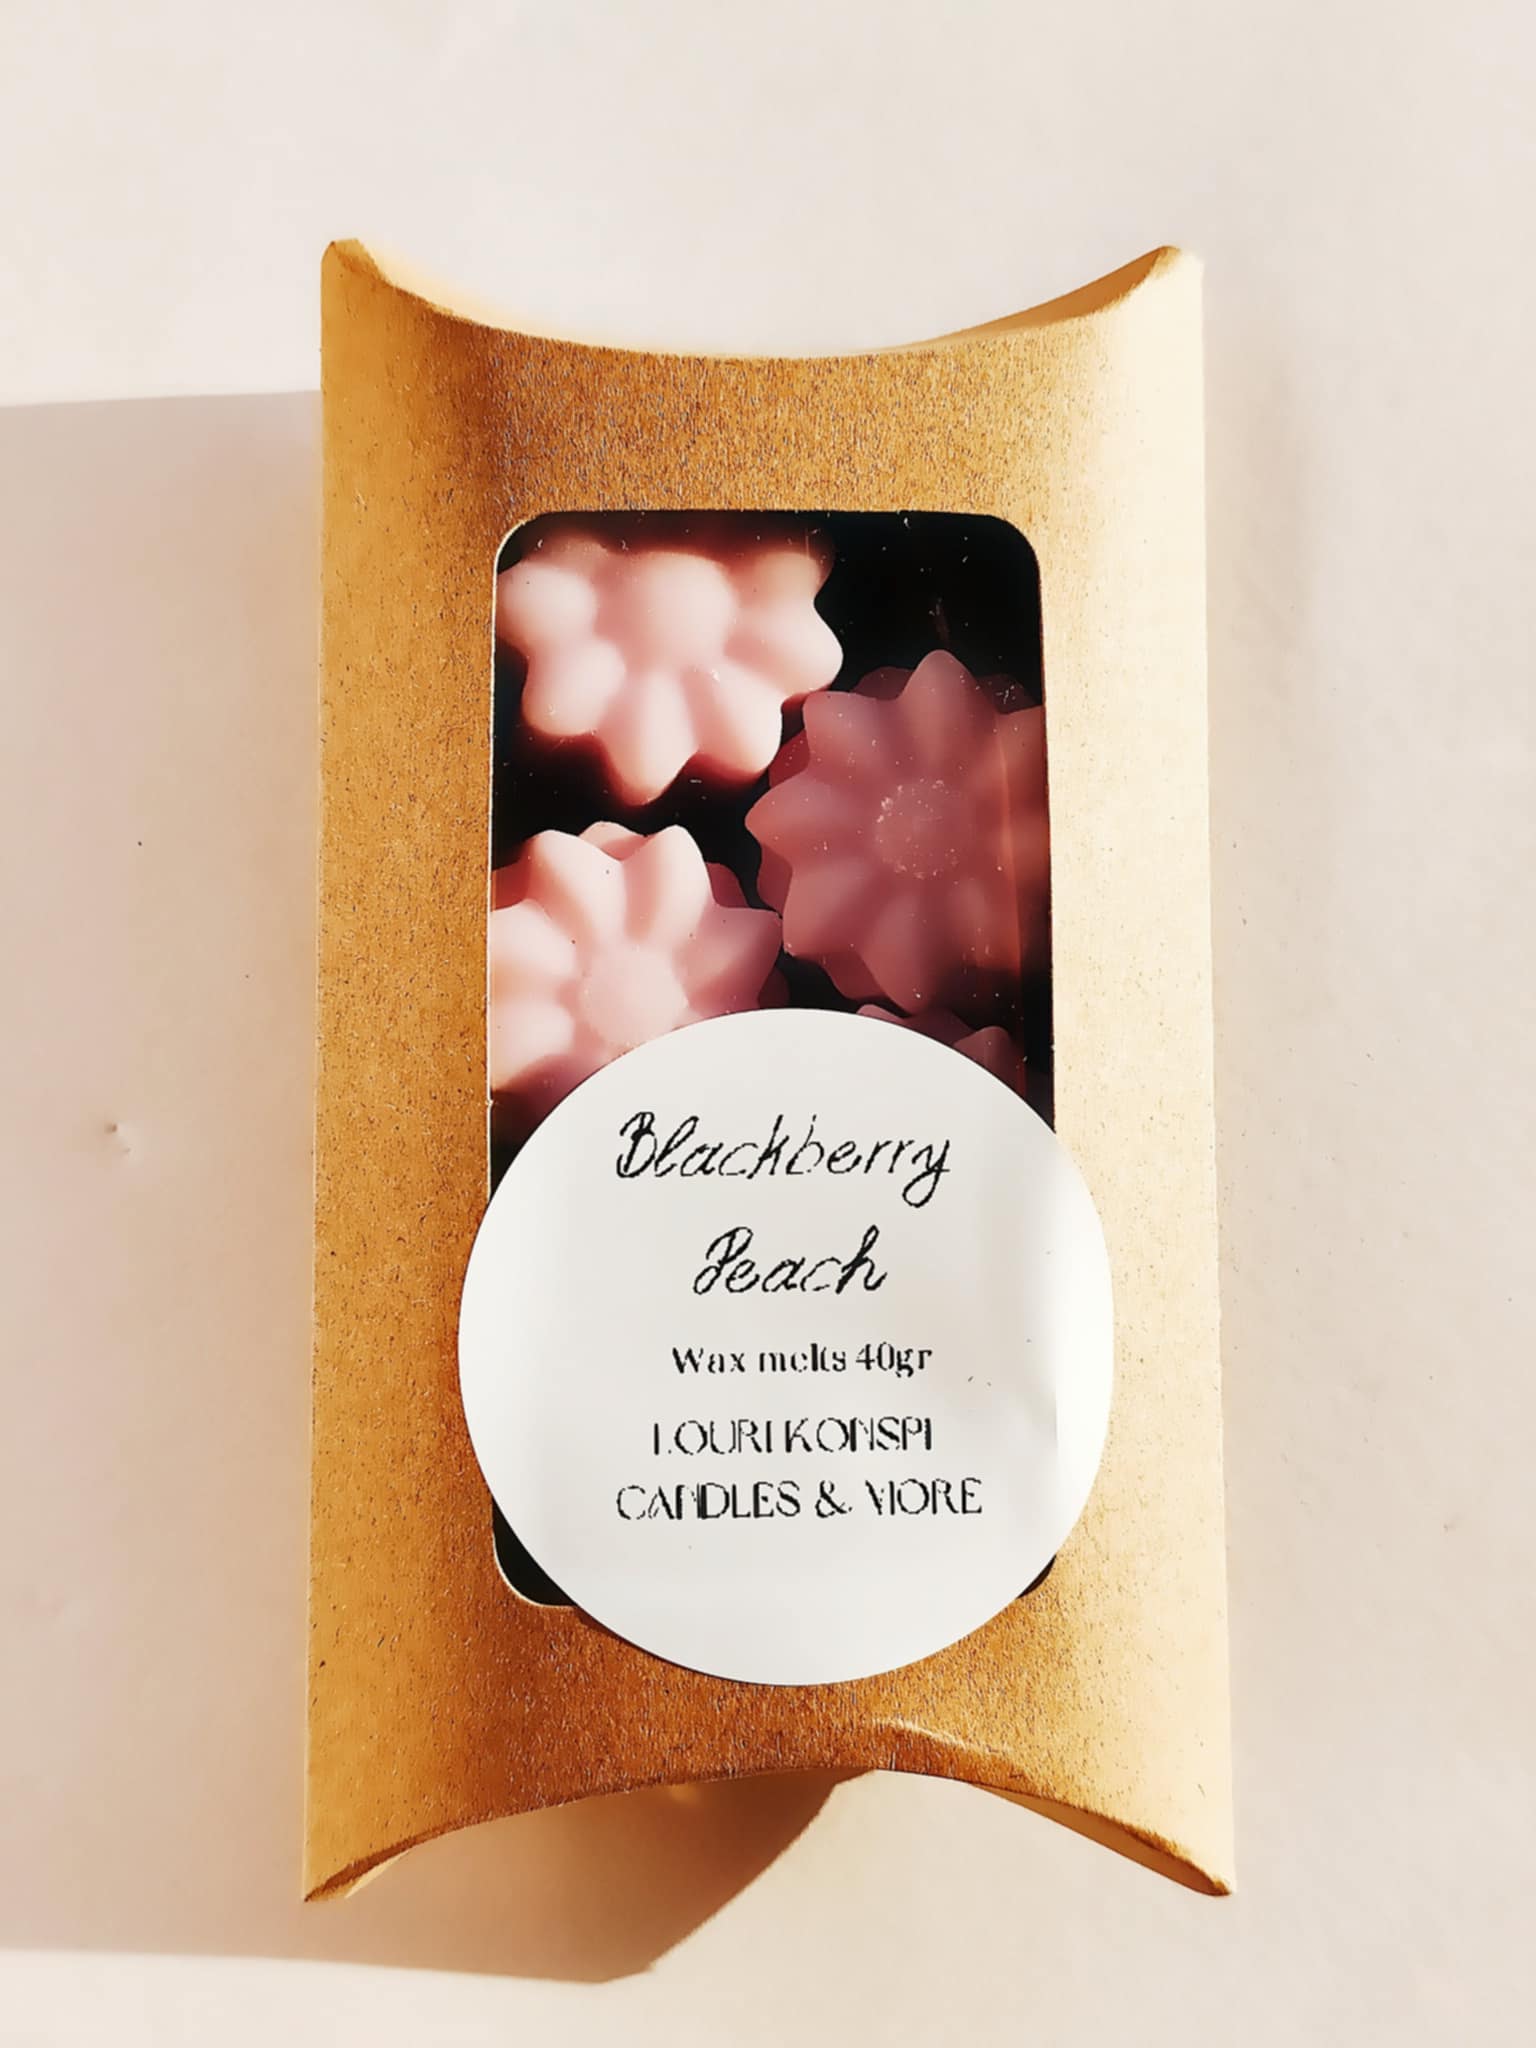 Blackberry
Peach
Wax melts 40gr
LOURI KONSPI
CANDLES & MORE